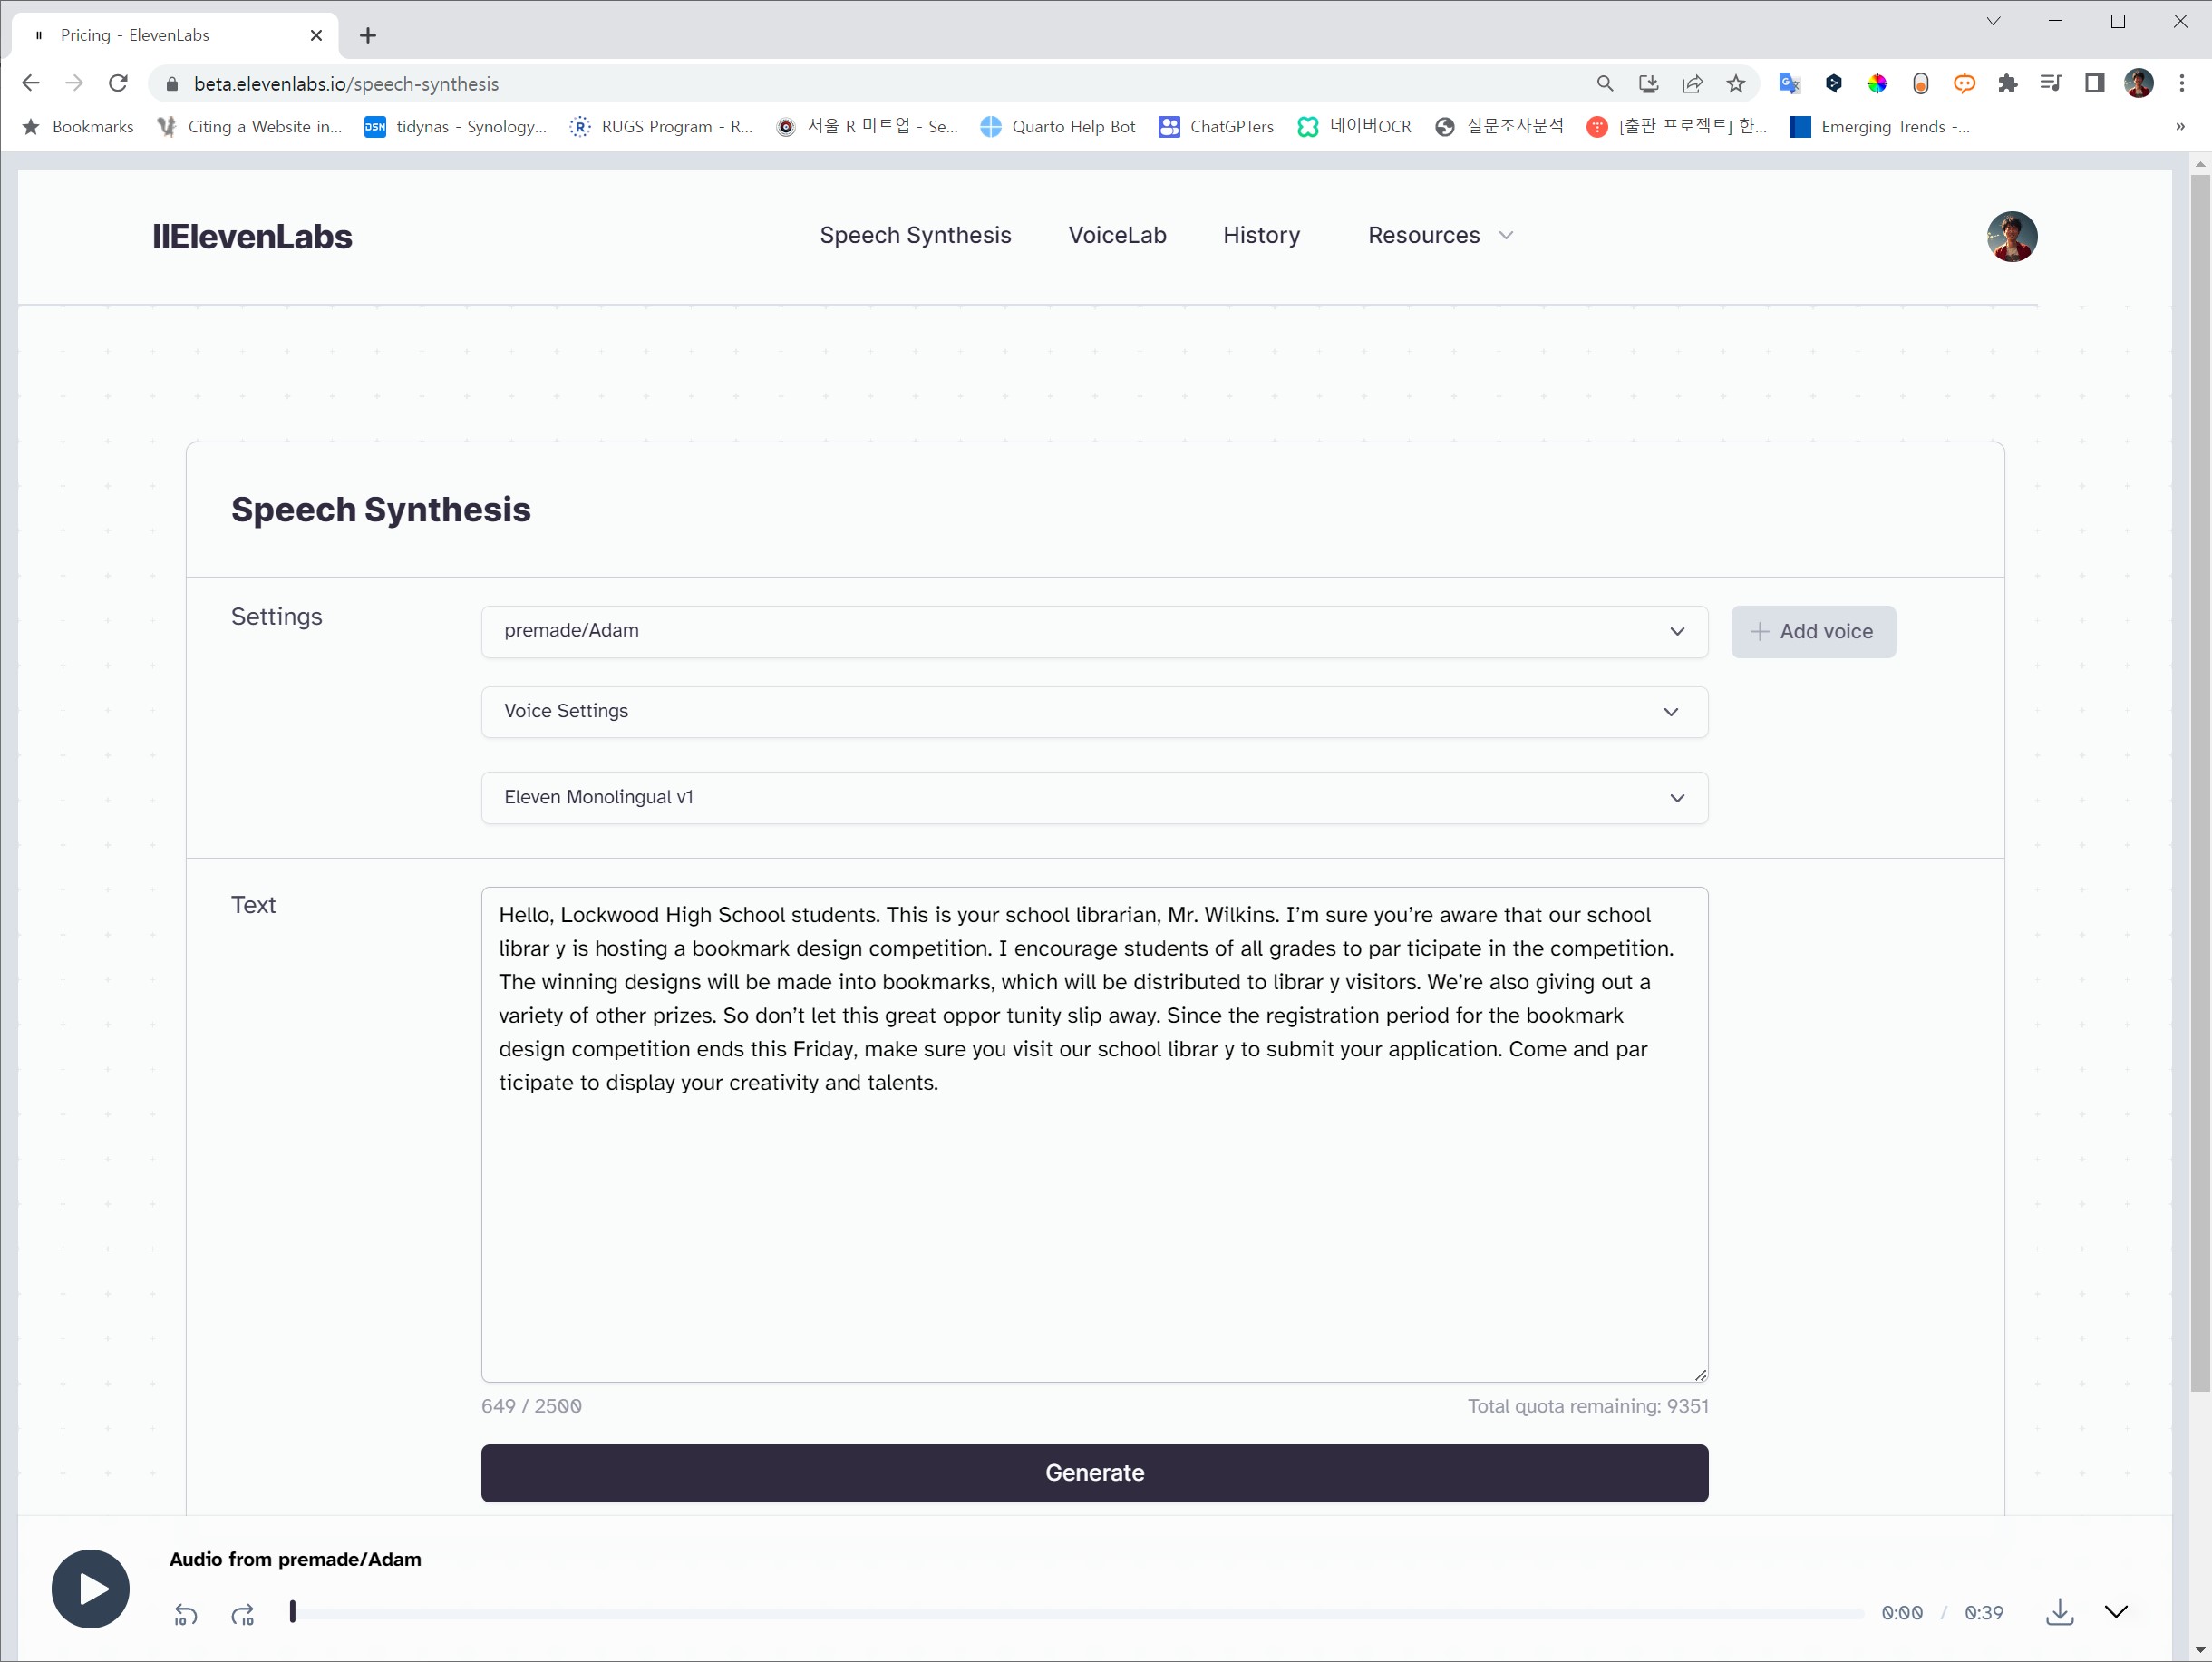 Pricing - ElevenLabs
beta.elevenlabs.io/speech-synthesis
Bookmarks Citing a Website in... DSM tidynas - Synology... R RUGS Program - R... 서울 R 미트업 - Se... Quarto Help Bot ChatGPTers 네이버OCR 설문조사분석 [출판 프로젝트] 한... Emerging Trends -... »
IIElevenLabs Speech Synthesis VoiceLab History Resources
Speech Synthesis
Settings premade/Adam + Add voice
Voice Settings
Eleven Monolingual v1
Text
Hello, Lockwood High School students. This is your school librarian, Mr. Wilkins. I’m sure you’re aware that our school
librar y is hosting a bookmark design competition. I encourage students of all grades to par ticipate in the competition.
The winning designs will be made into bookmarks, which will be distributed to librar y visitors. We’re also giving out a
variety of other prizes. So don’t let this great oppor tunity slip away. Since the registration period for the bookmark
design competition ends this Friday, make sure you visit our school librar y to submit your application. Come and par
ticipate to display your creativity and talents.
649 / 2500 Total quota remaining: 9351
Generate
Audio from premade/Adam
10 10 0:00 / 0:39